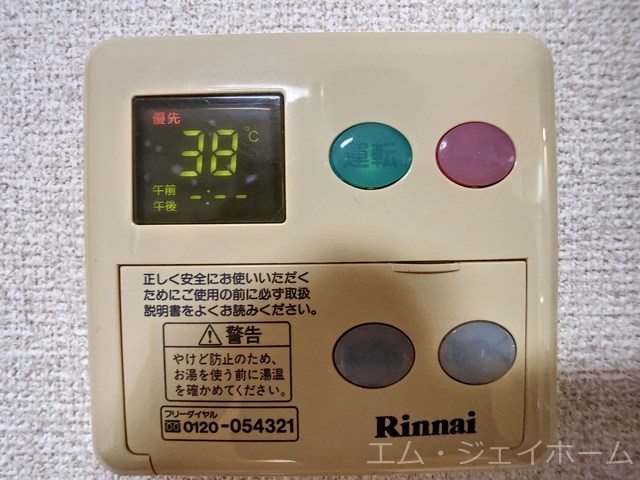 優先
38℃
午前
午後
-:--
運転
正しく安全にお使いいただく
ためにご使用の前に必ず取扱
説明書をよくお読みください。
⚠警告
やけど防止のため、
お湯を使う前に湯温
を確かめてください。
フリーダイヤル
0120-054321
Rinnai
エム・ジェイホーム